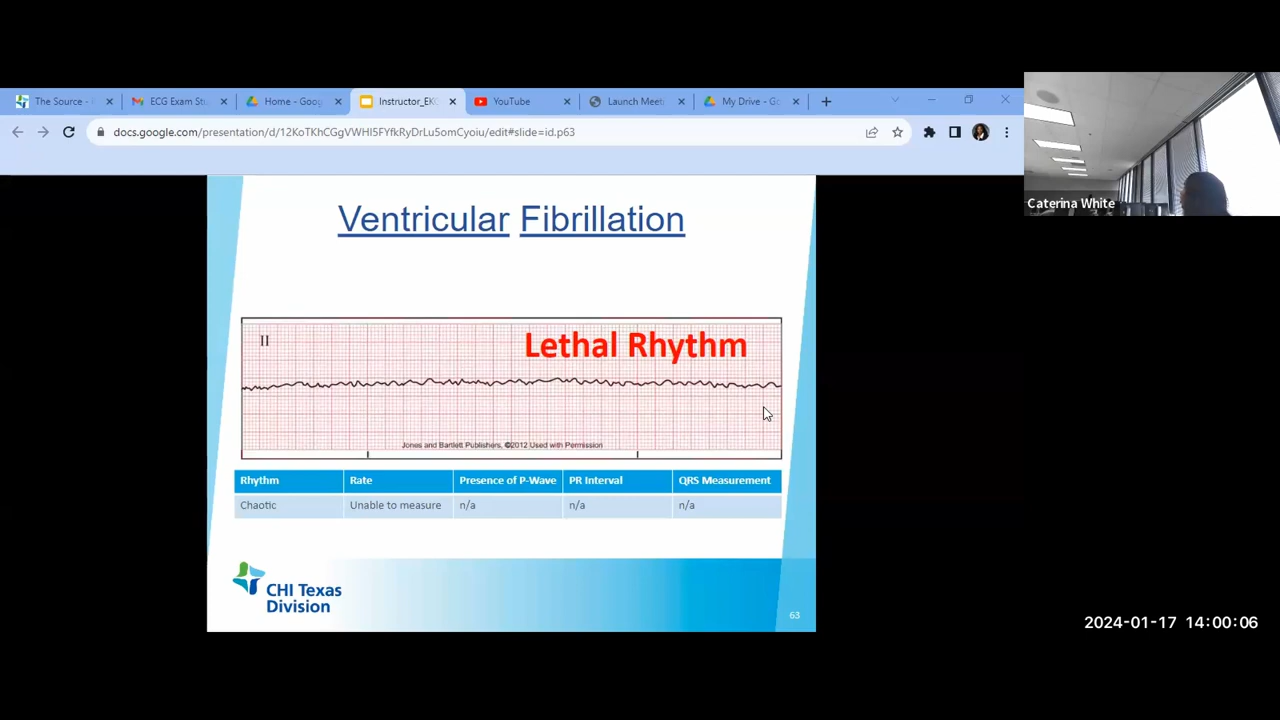 The Source -
ECG Exam Stu
Home - Goog
Instructor_EKG
YouTube
Launch Meeti
My Drive - Go
docs.google.com/presentation/d/12KoTKhCGgVWHI5FYfkRyDrLu5omCyoiu/edit#slide=id.p63
Caterina White
Ventricular Fibrillation
II
Lethal Rhythm
Jones and Bartlett Publishers, ©2012 Used with Permission
Rhythm Rate Presence of P-Wave PR Interval QRS Measurement
Chaotic Unable to measure n/a n/a n/a
CHI Texas
Division
63
2024-01-17 14:00:06